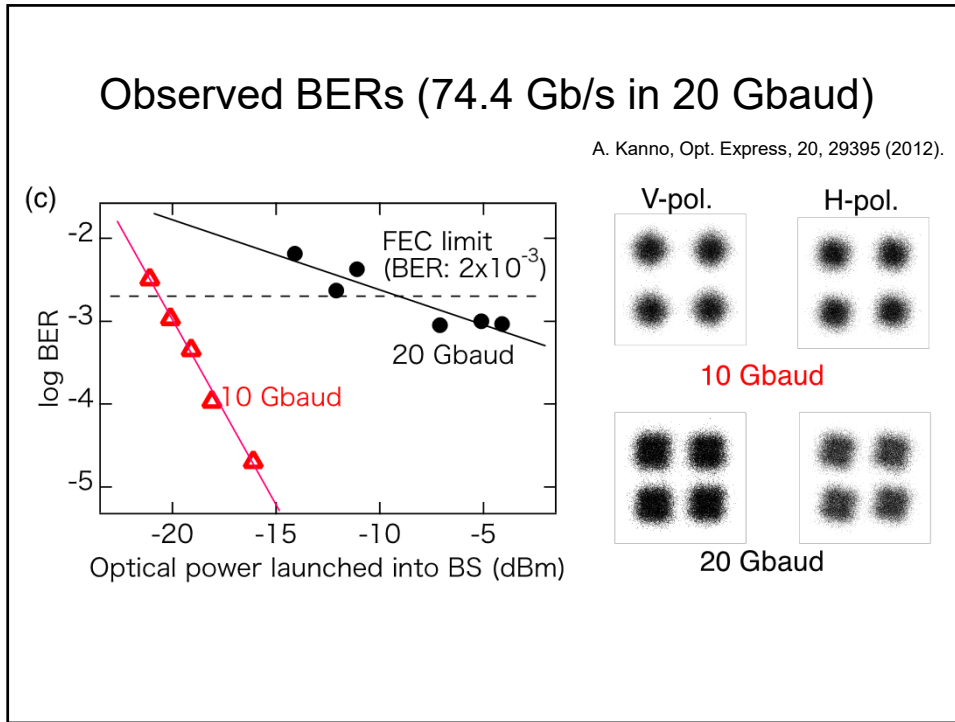 Observed BERs (74.4 Gb/s in 20 Gbaud)
A. Kanno, Opt. Express, 20, 29395 (2012).
(c)
-2
-3
-4
-5
log BER
FEC limit
(BER: 2x10⁻³)
20 Gbaud
10 Gbaud
-20 -15 -10 -5
Optical power launched into BS (dBm)
V-pol. H-pol.
10 Gbaud
20 Gbaud